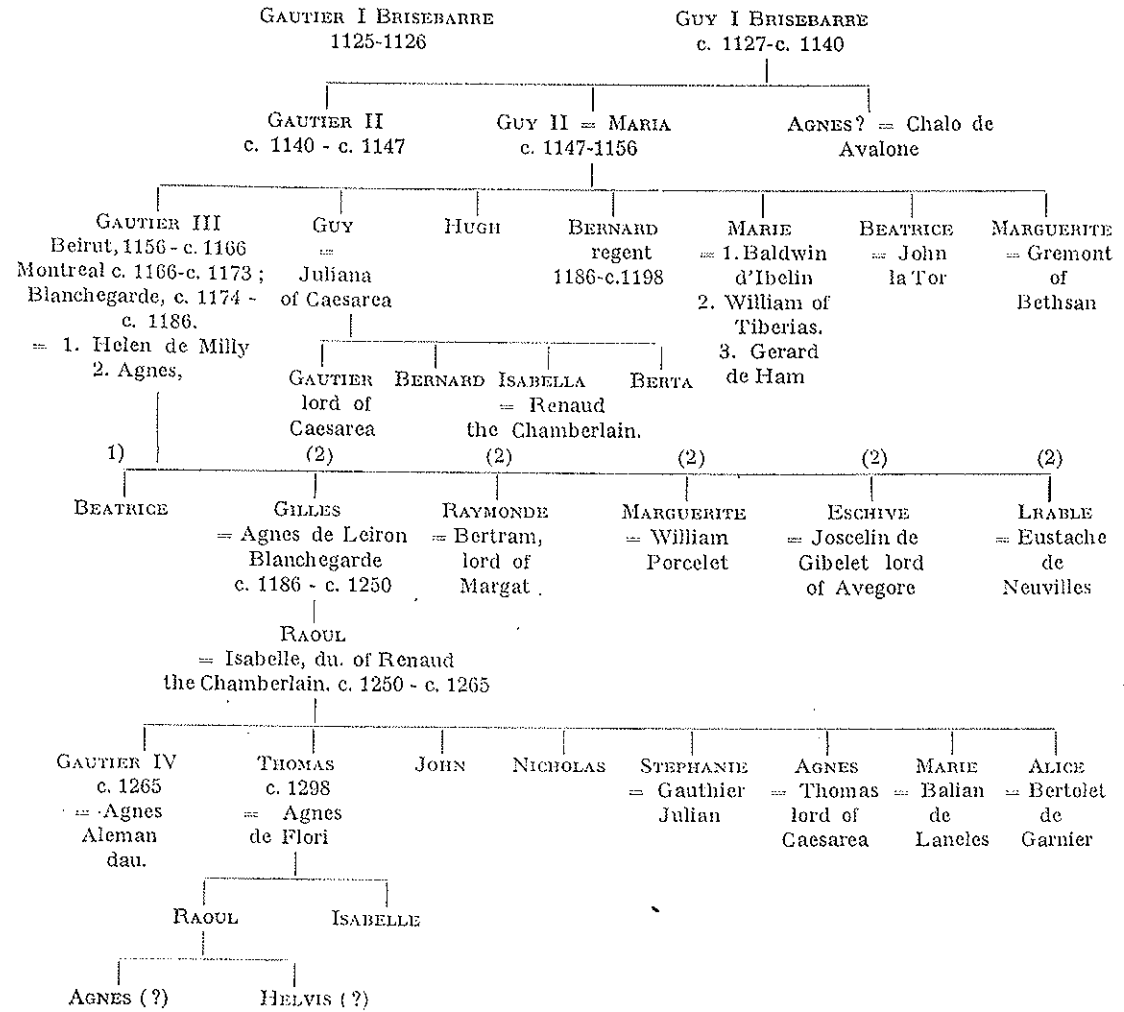 GAUTIER I BRISEBARRE
1125-1126
GUY I BRISEBARRE
c. 1127-c. 1140
GAUTIER II
c. 1140 - c. 1147
GUY II = MARIA
c. 1147-1156
AGNES? = Chalo de
Avalone
GAUTIER III
Beirut, 1156 - c. 1166
Montreal c. 1166-c. 1173 ;
Blanchegarde, c. 1174 -
c. 1186.
= 1. Helen de Milly
2. Agnes,
GUY
=
Juliana
of Caesarea
HUGH
BERNARD
regent
1186-c.1198
MARIE
= 1. Baldwin
d'Ibelin
2. William of
Tiberias.
3. Gerard
de Ham
BEATRICE
= John
la Tor
MARGUERITE
= Gremont
of
Bethsan
GAUTIER
lord of
Caesarea
BERNARD
ISABELLA
= Renaud
the Chamberlain.
BERTA
1)
(2)
(2)
(2)
(2)
(2)
BEATRICE
GILLES
= Agnes de Leiron
Blanchegarde
c. 1186 - c. 1250
RAYMONDE
= Bertram,
lord of
Margat .
MARGUERITE
= William
Porcelet
ESCHIVE
= Joscelin de
Gibelet lord
of Avegore
LRABLE
= Eustache
de
Neuvilles
RAOUL
= Isabelle, du. of Renaud
the Chamberlain. c. 1250 - c. 1265
GAUTIER IV
c. 1265
= Agnes
Aleman
dau.
THOMAS
c. 1298
= Agnes
de Flori
JOHN
NICHOLAS
STEPHANIE
= Gauthier
Julian
AGNES
= Thomas
lord of
Caesarea
MARIE
= Balian
de
Laneles
ALICE
= Bertolet
de
Garnier
RAOUL
ISABELLE
AGNES (?)
HELVIS (?)